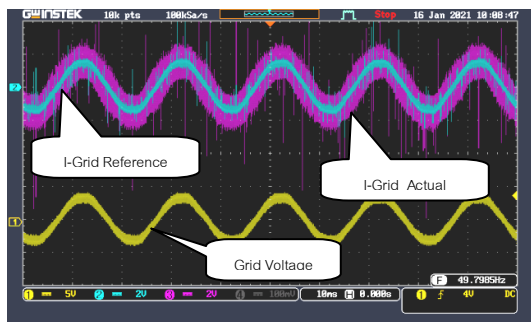 GWINSTEK 10k pts 100kSa/s Stop 16 Jan 2021 10:08:47
2
I-Grid Reference
I-Grid Actual
1
Grid Voltage
F 49.7985Hz
1 5V 2 2V 3 2V 4 100mV 10ms H 0.000s 1 4V DC